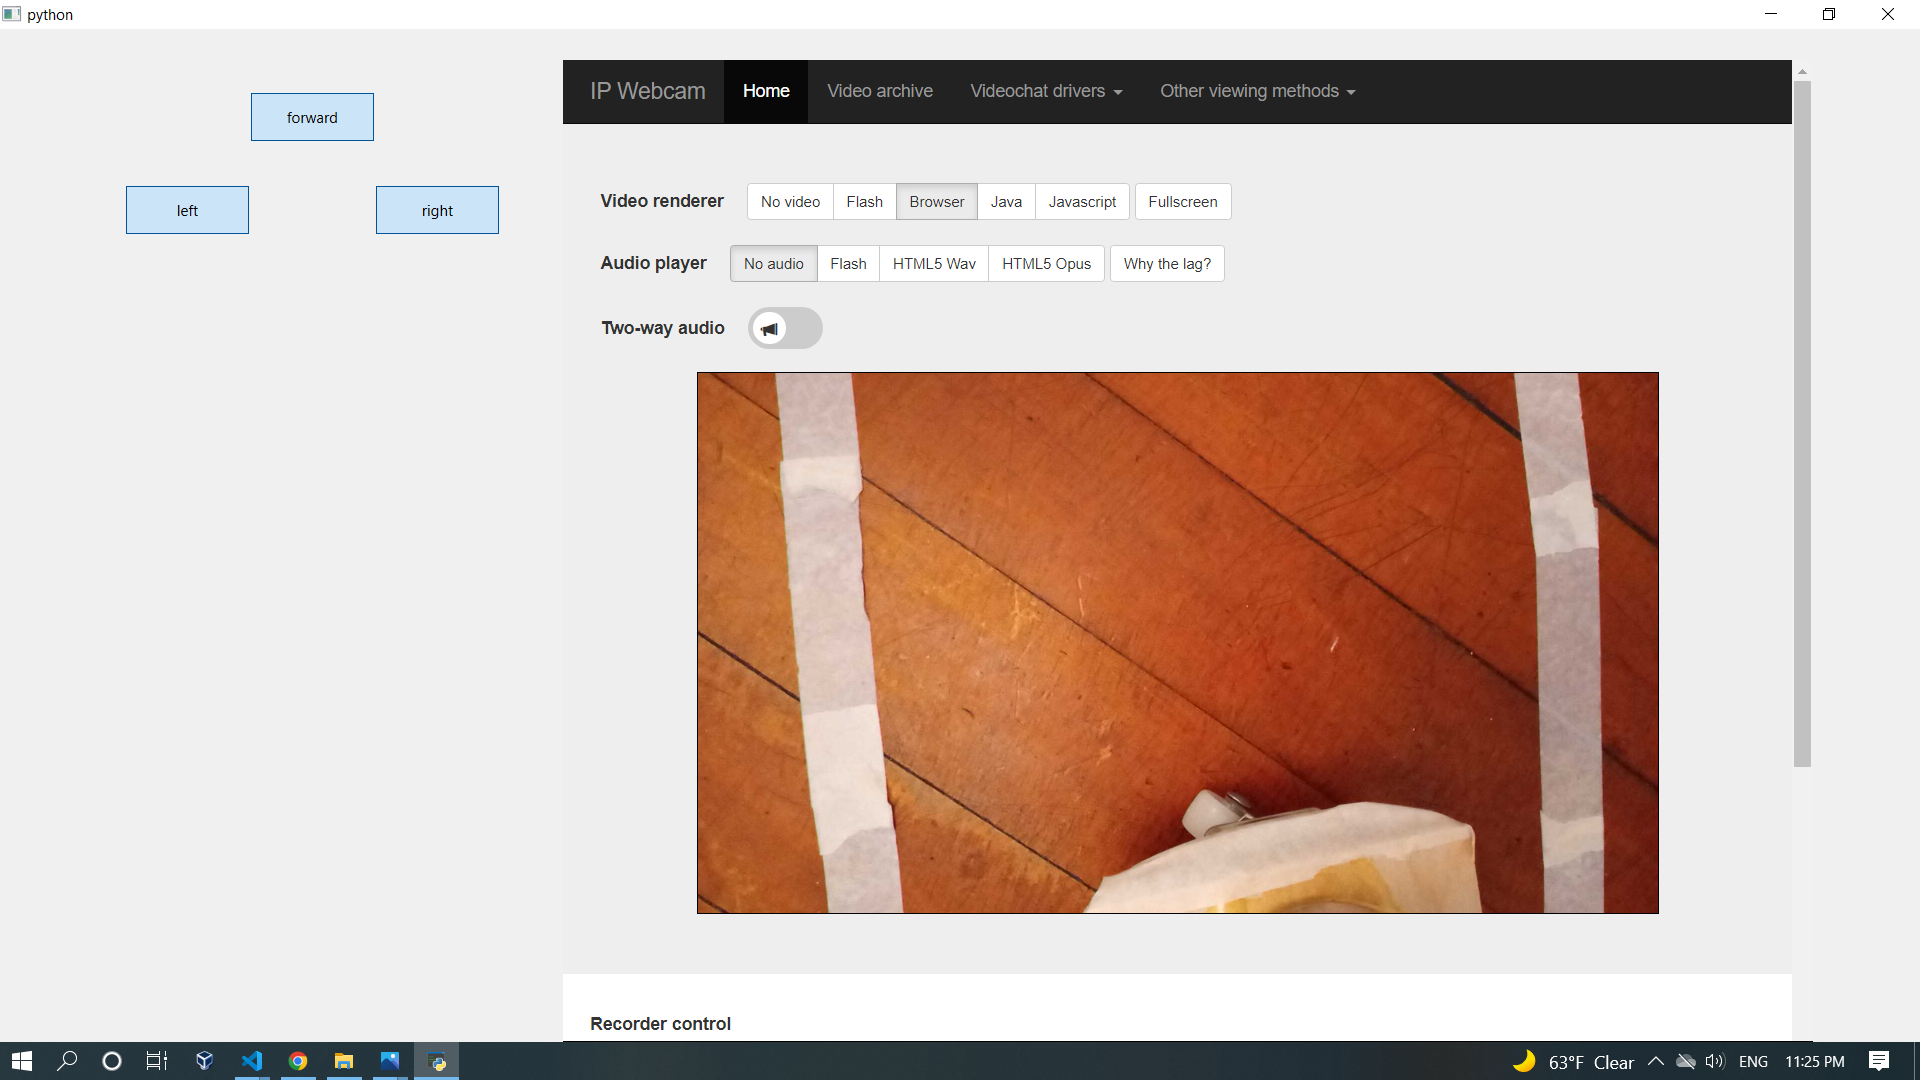 python
forward
left right
IP Webcam Home Video archive Videochat drivers Other viewing methods
Video renderer No video Flash Browser Java Javascript Fullscreen
Audio player No audio Flash HTML5 Wav HTML5 Opus Why the lag?
Two-way audio
Recorder control
63°F Clear ENG 11:25 PM